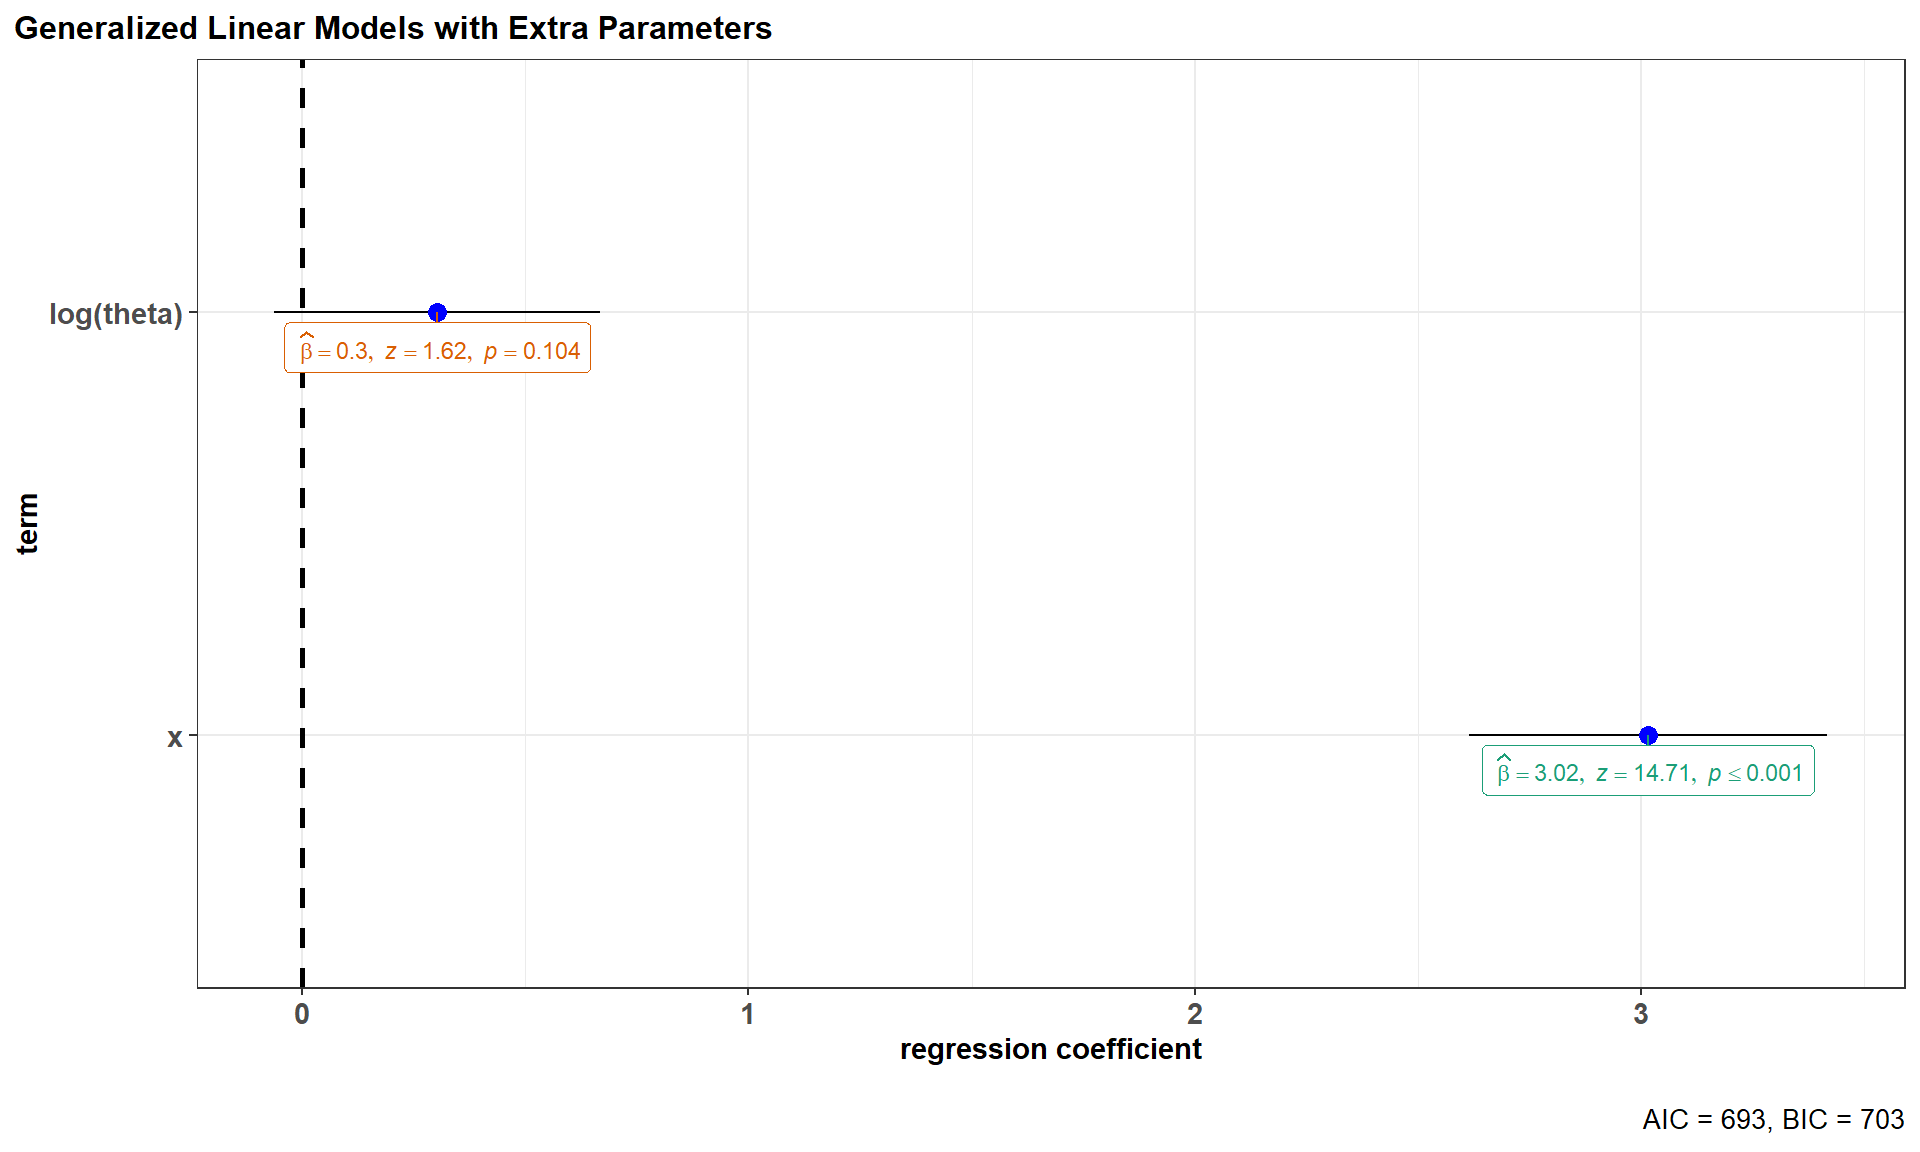 Generalized Linear Models with Extra Parameters
term
log(theta)
β̂ = 0.3, z = 1.62, p = 0.104
x
β̂ = 3.02, z = 14.71, p ≤ 0.001
0 1 2 3
regression coefficient
AIC = 693, BIC = 703